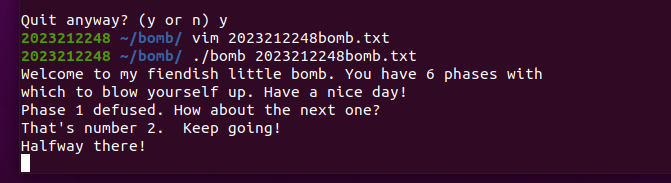 Quit anyway? (y or n) y
2023212248 ~/bomb/ vim 2023212248bomb.txt
2023212248 ~/bomb/ ./bomb 2023212248bomb.txt
Welcome to my fiendish little bomb. You have 6 phases with
which to blow yourself up. Have a nice day!
Phase 1 defused. How about the next one?
That's number 2.  Keep going!
Halfway there!